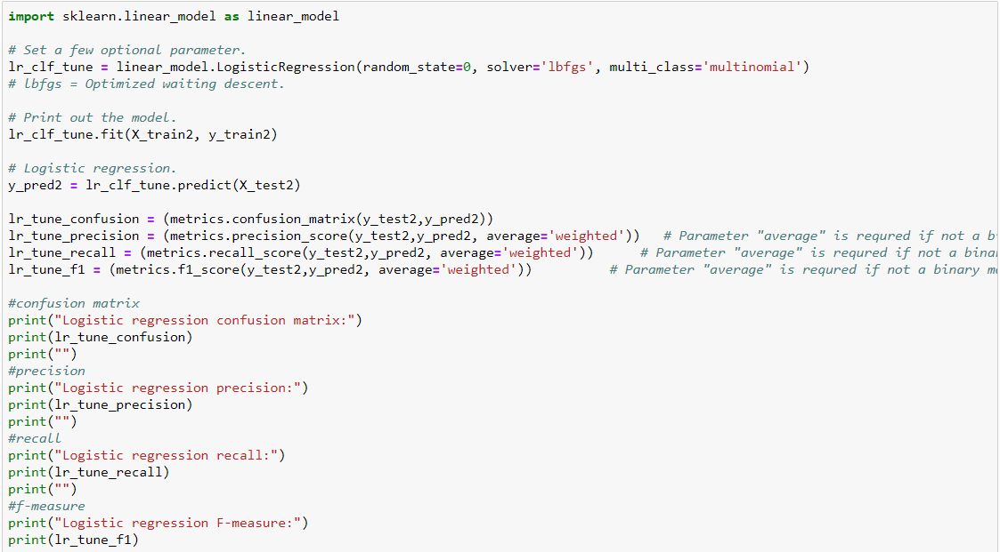 import sklearn.linear_model as linear_model
# Set a few optional parameter.
lr_clf_tune = linear_model.LogisticRegression(random_state=0, solver='lbfgs', multi_class='multinomial')
# lbfgs = Optimized waiting descent.
# Print out the model.
lr_clf_tune.fit(X_train2, y_train2)
# Logistic regression.
y_pred2 = lr_clf_tune.predict(X_test2)
lr_tune_confusion = (metrics.confusion_matrix(y_test2,y_pred2))
lr_tune_precision = (metrics.precision_score(y_test2,y_pred2, average='weighted'))   # Parameter "average" is requred if not a b
lr_tune_recall = (metrics.recall_score(y_test2,y_pred2, average='weighted'))      # Parameter "average" is requred if not a bina
lr_tune_f1 = (metrics.f1_score(y_test2,y_pred2, average='weighted'))          # Parameter "average" is requred if not a binary m
#confusion matrix
print("Logistic regression confusion matrix:")
print(lr_tune_confusion)
print("")
#precision
print("Logistic regression precision:")
print(lr_tune_precision)
print("")
#recall
print("Logistic regression recall:")
print(lr_tune_recall)
print("")
#f-measure
print("Logistic regression F-measure:")
print(lr_tune_f1)